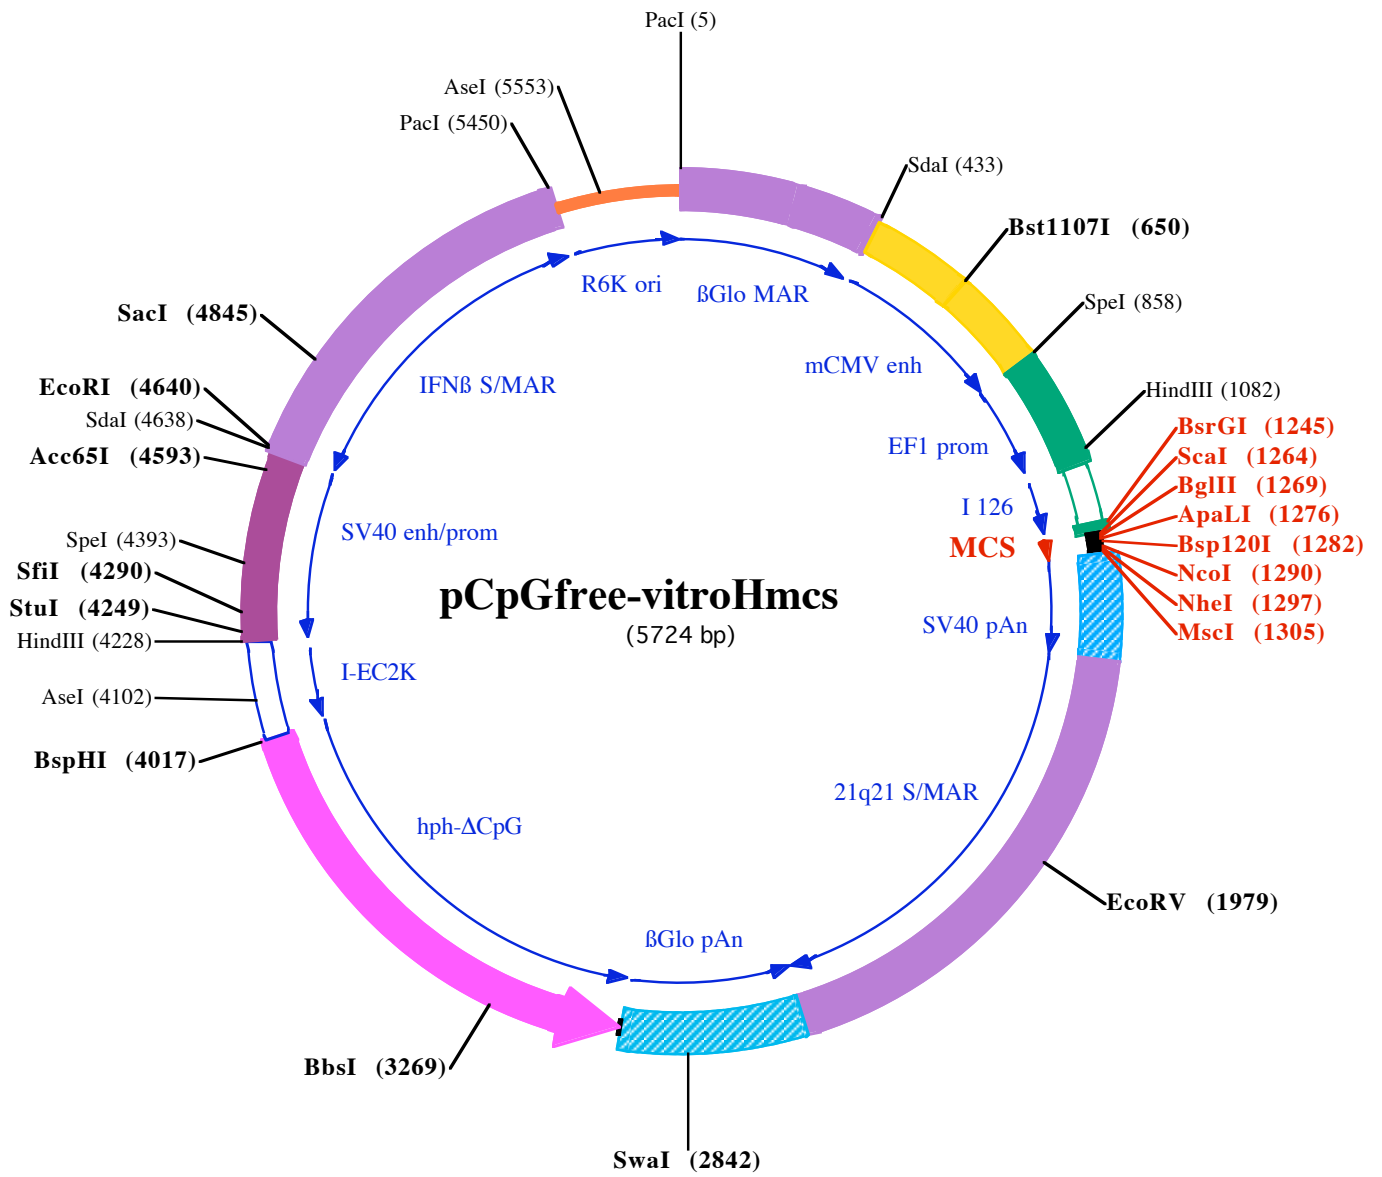 PacI (5)
AseI (5553)
PacI (5450)
SdaI (433)
Bst1107I (650)
SpeI (858)
HindIII (1082)
BsrGI (1245)
ScaI (1264)
BglII (1269)
ApaLI (1276)
Bsp120I (1282)
NcoI (1290)
NheI (1297)
MscI (1305)
EcoRV (1979)
SwaI (2842)
BbsI (3269)
BspHI (4017)
AseI (4102)
HindIII (4228)
StuI (4249)
SfiI (4290)
SpeI (4393)
Acc65I (4593)
SdaI (4638)
EcoRI (4640)
SacI (4845)
R6K ori
ßGlo MAR
mCMV enh
EF1 prom
I 126
MCS
SV40 pAn
21q21 S/MAR
ßGlo pAn
hph-ΔCpG
I-EC2K
SV40 enh/prom
IFNß S/MAR
pCpGfree-vitroHmcs
(5724 bp)